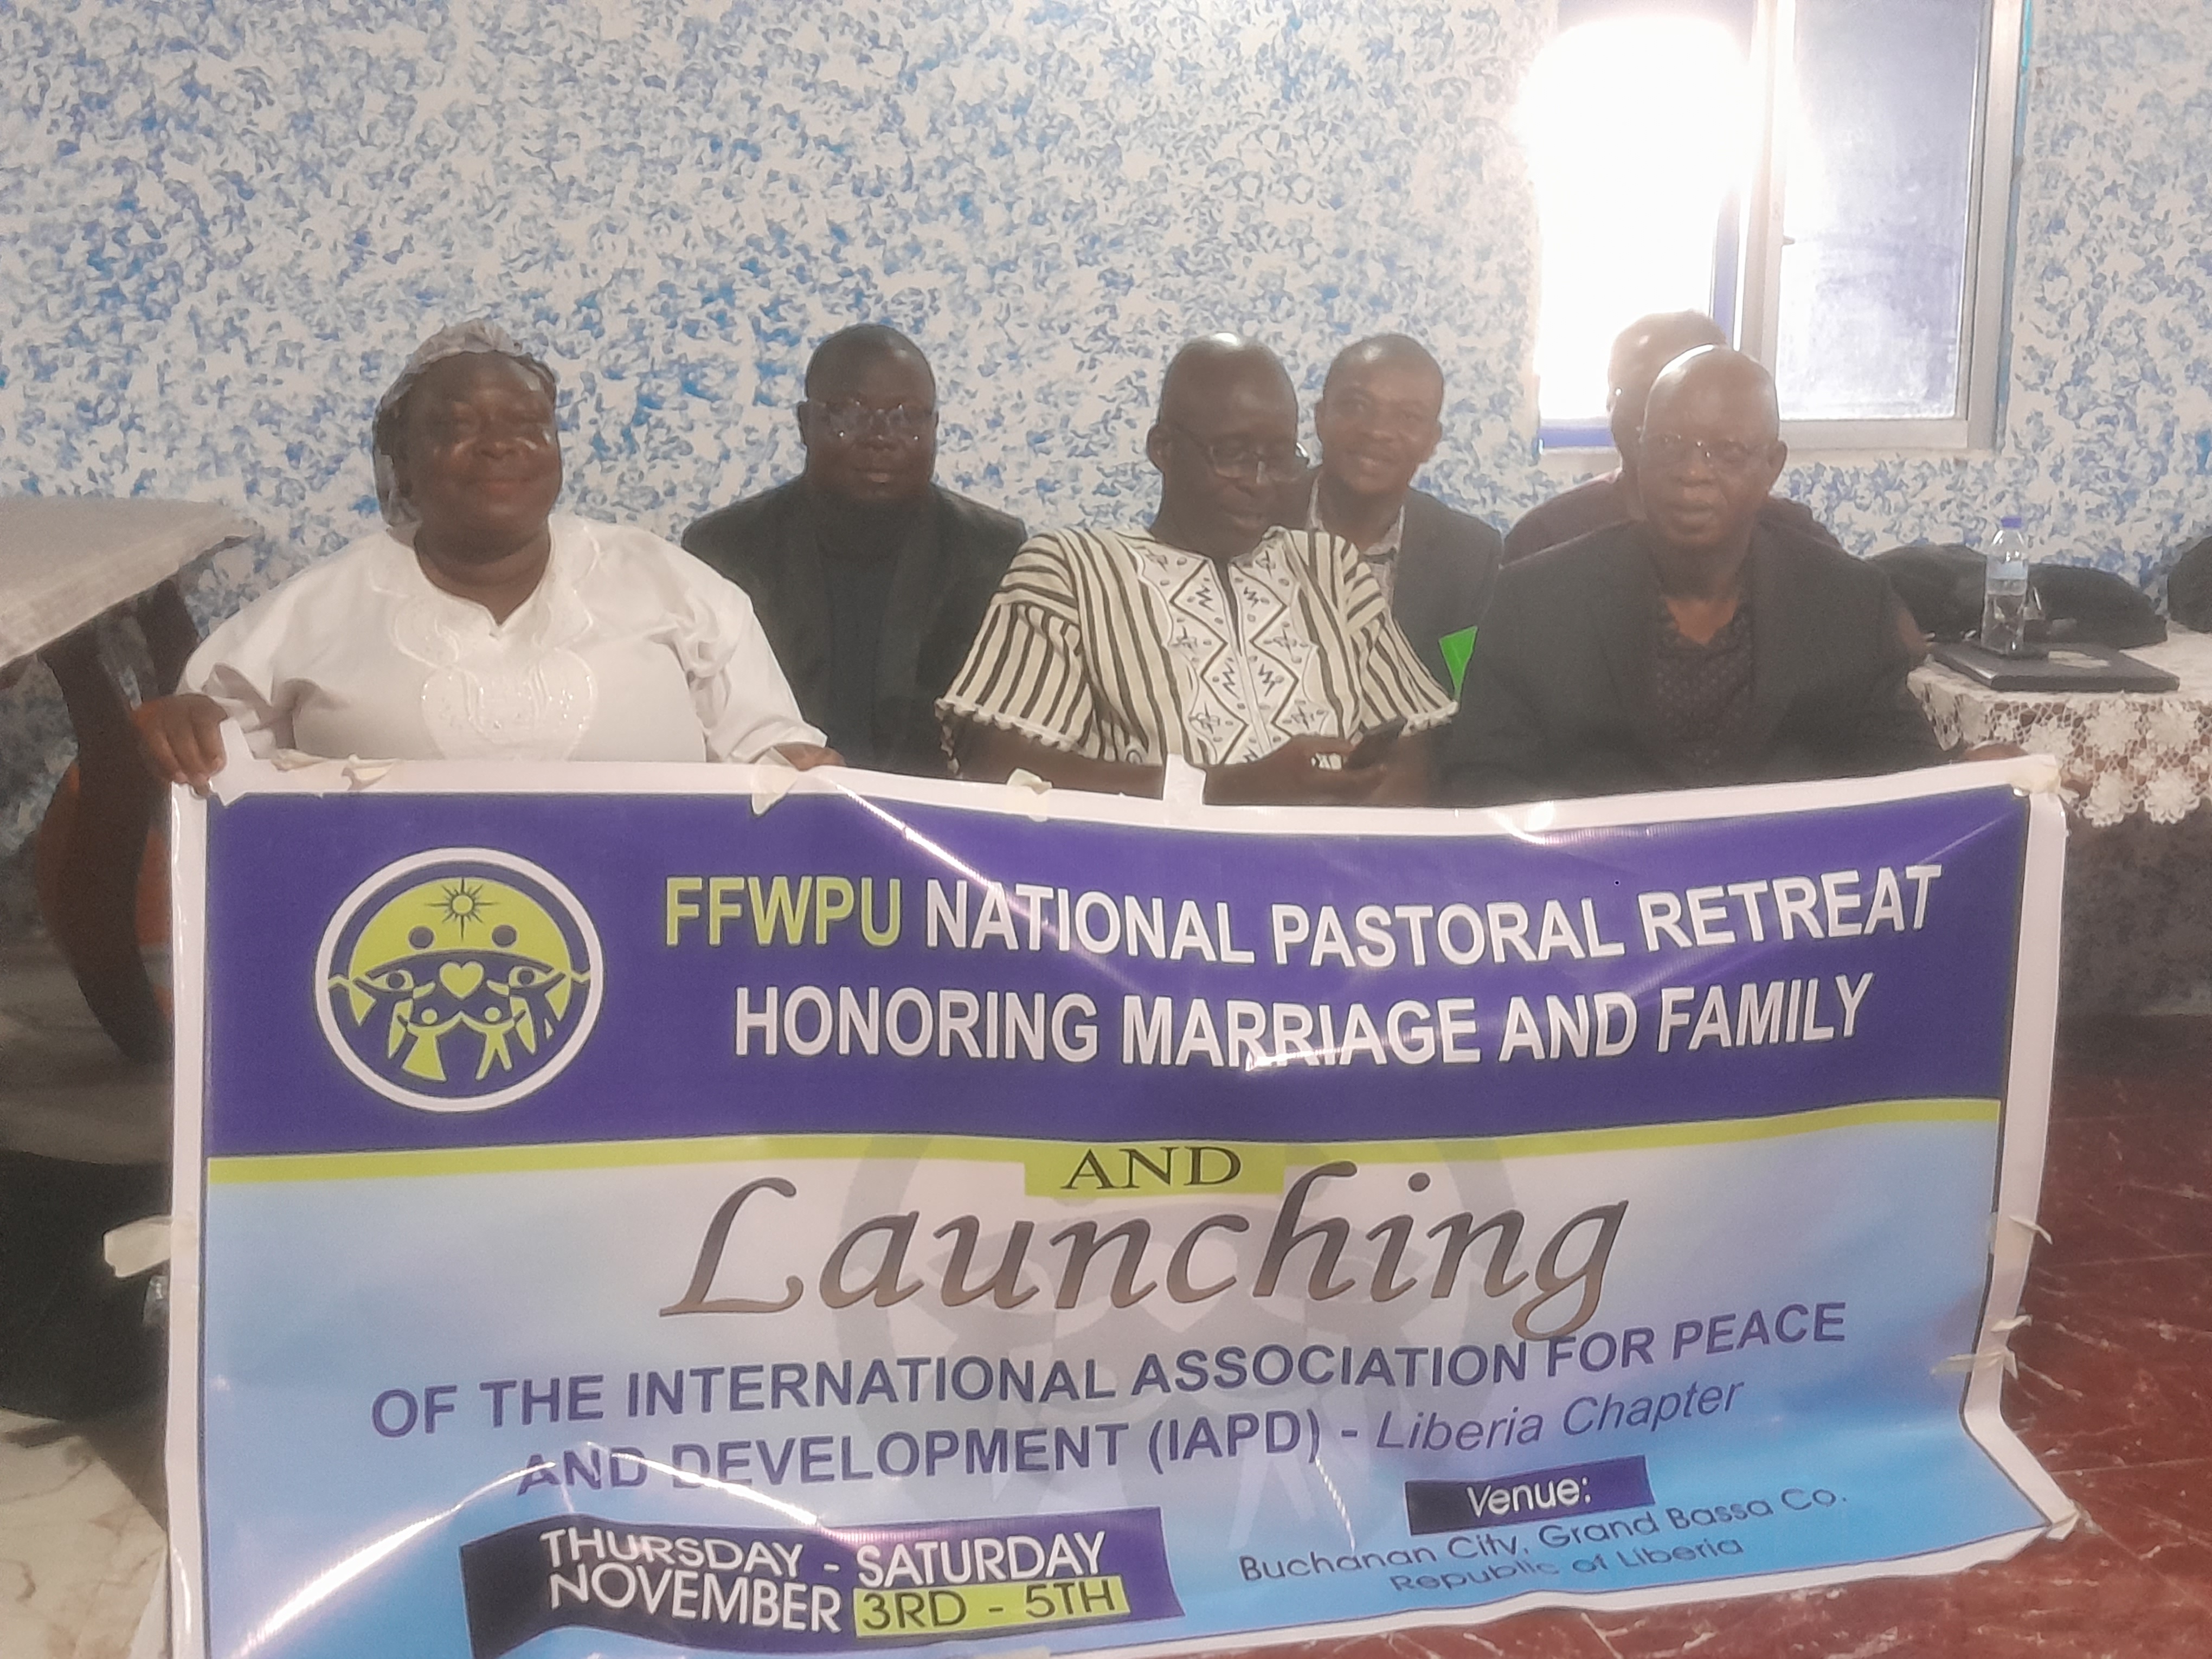 FFWPU NATIONAL PASTORAL RETREAT
HONORING MARRIAGE AND FAMILY
AND
Launching
OF THE INTERNATIONAL ASSOCIATION FOR PEACE
AND DEVELOPMENT (IAPD) - Liberia Chapter
THURSDAY - SATURDAY
NOVEMBER 3RD - 5TH
Venue:
Buchanan City, Grand Bassa Co.
Republic of Liberia